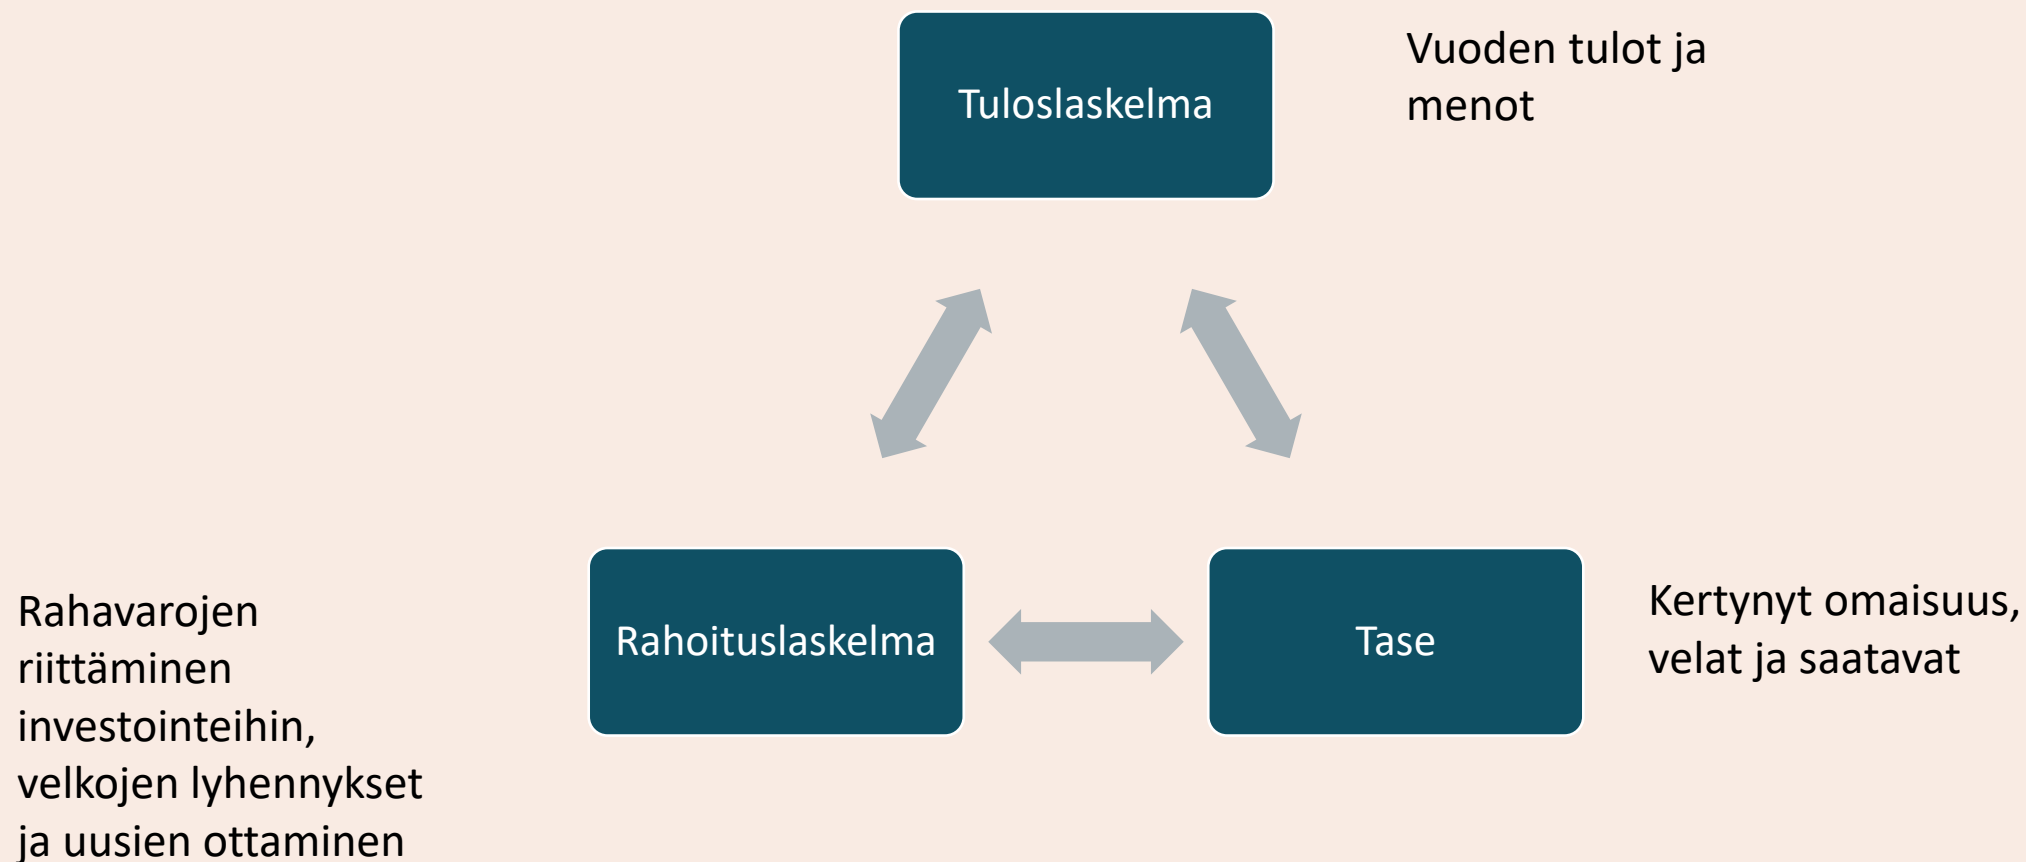 Tuloslaskelma
Vuoden tulot ja
menot
Rahavarojen
riittäminen
investointeihin,
velkojen lyhennykset
ja uusien ottaminen
Rahoituslaskelma
Tase
Kertynyt omaisuus,
velat ja saatavat